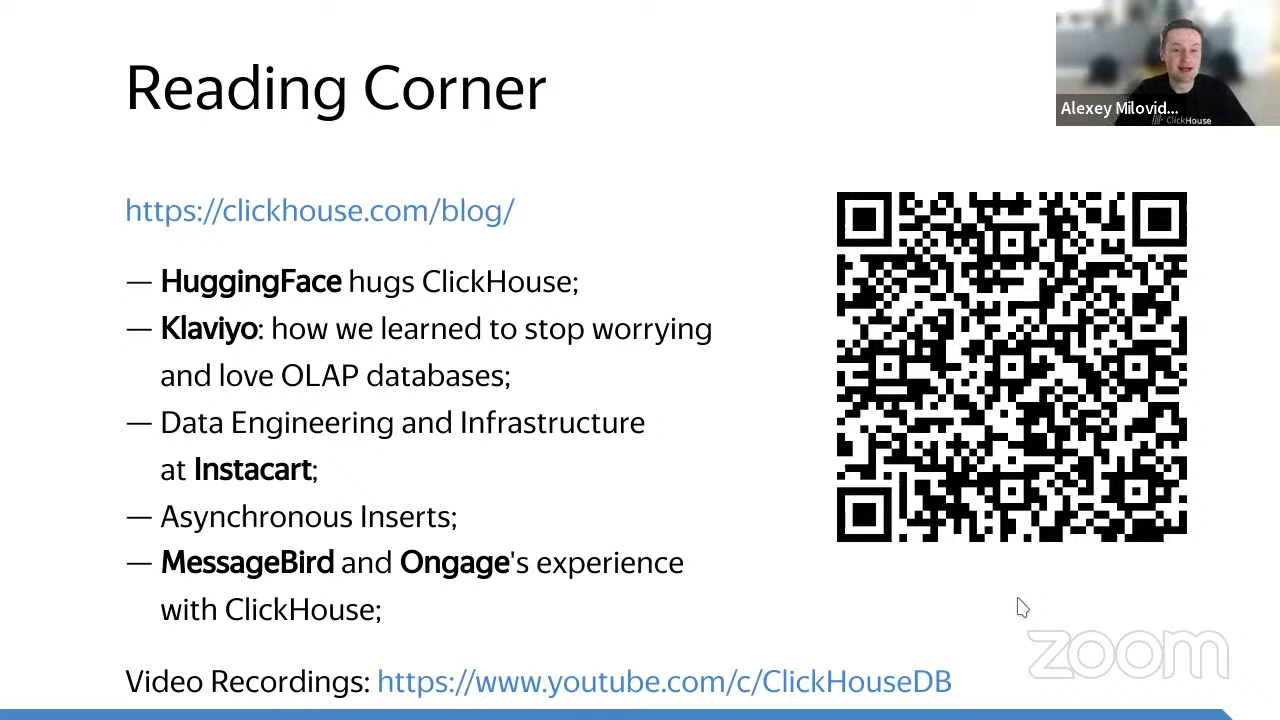 Reading Corner
Alexey Milovid...
ClickHouse
https://clickhouse.com/blog/
— HuggingFace hugs ClickHouse;
— Klaviyo: how we learned to stop worrying
and love OLAP databases;
— Data Engineering and Infrastructure
at Instacart;
— Asynchronous Inserts;
— MessageBird and Ongage's experience
with ClickHouse;
zoom
Video Recordings: https://www.youtube.com/c/ClickHouseDB